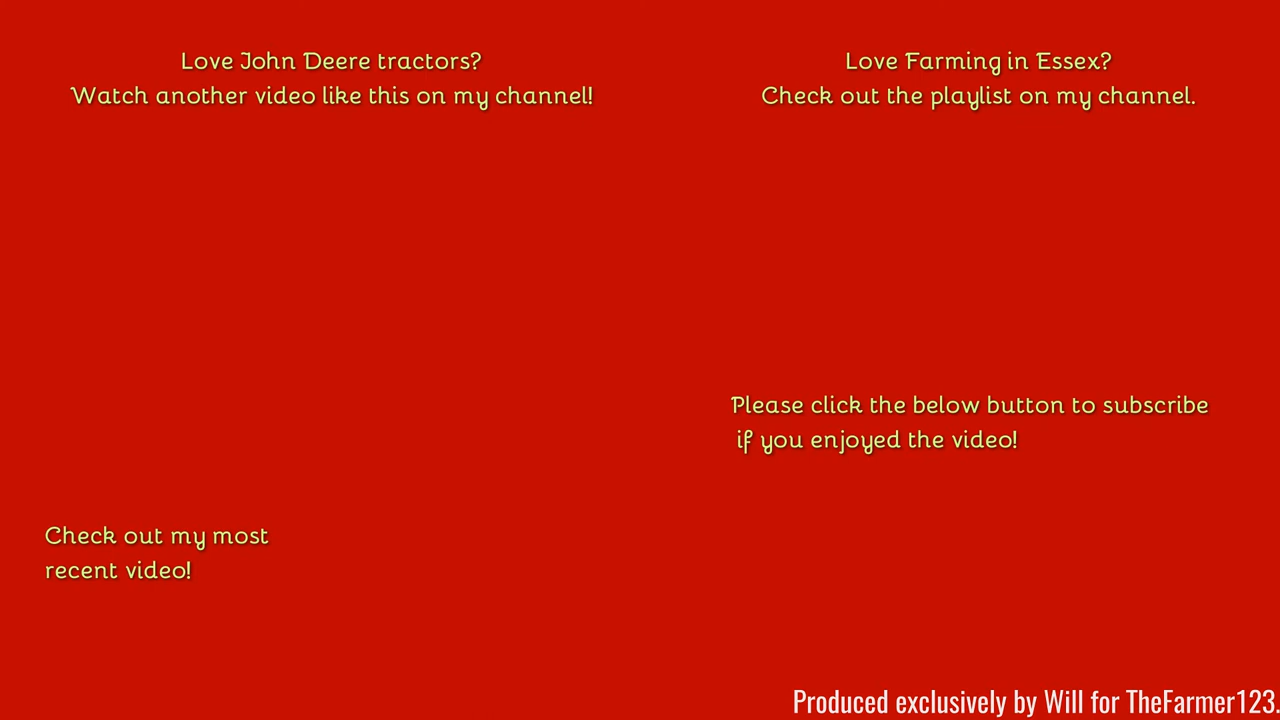 Love John Deere tractors?
Watch another video like this on my channel!
Love Farming in Essex?
Check out the playlist on my channel.
Please click the below button to subscribe
if you enjoyed the video!
Check out my most
recent video!
Produced exclusively by Will for TheFarmer123.